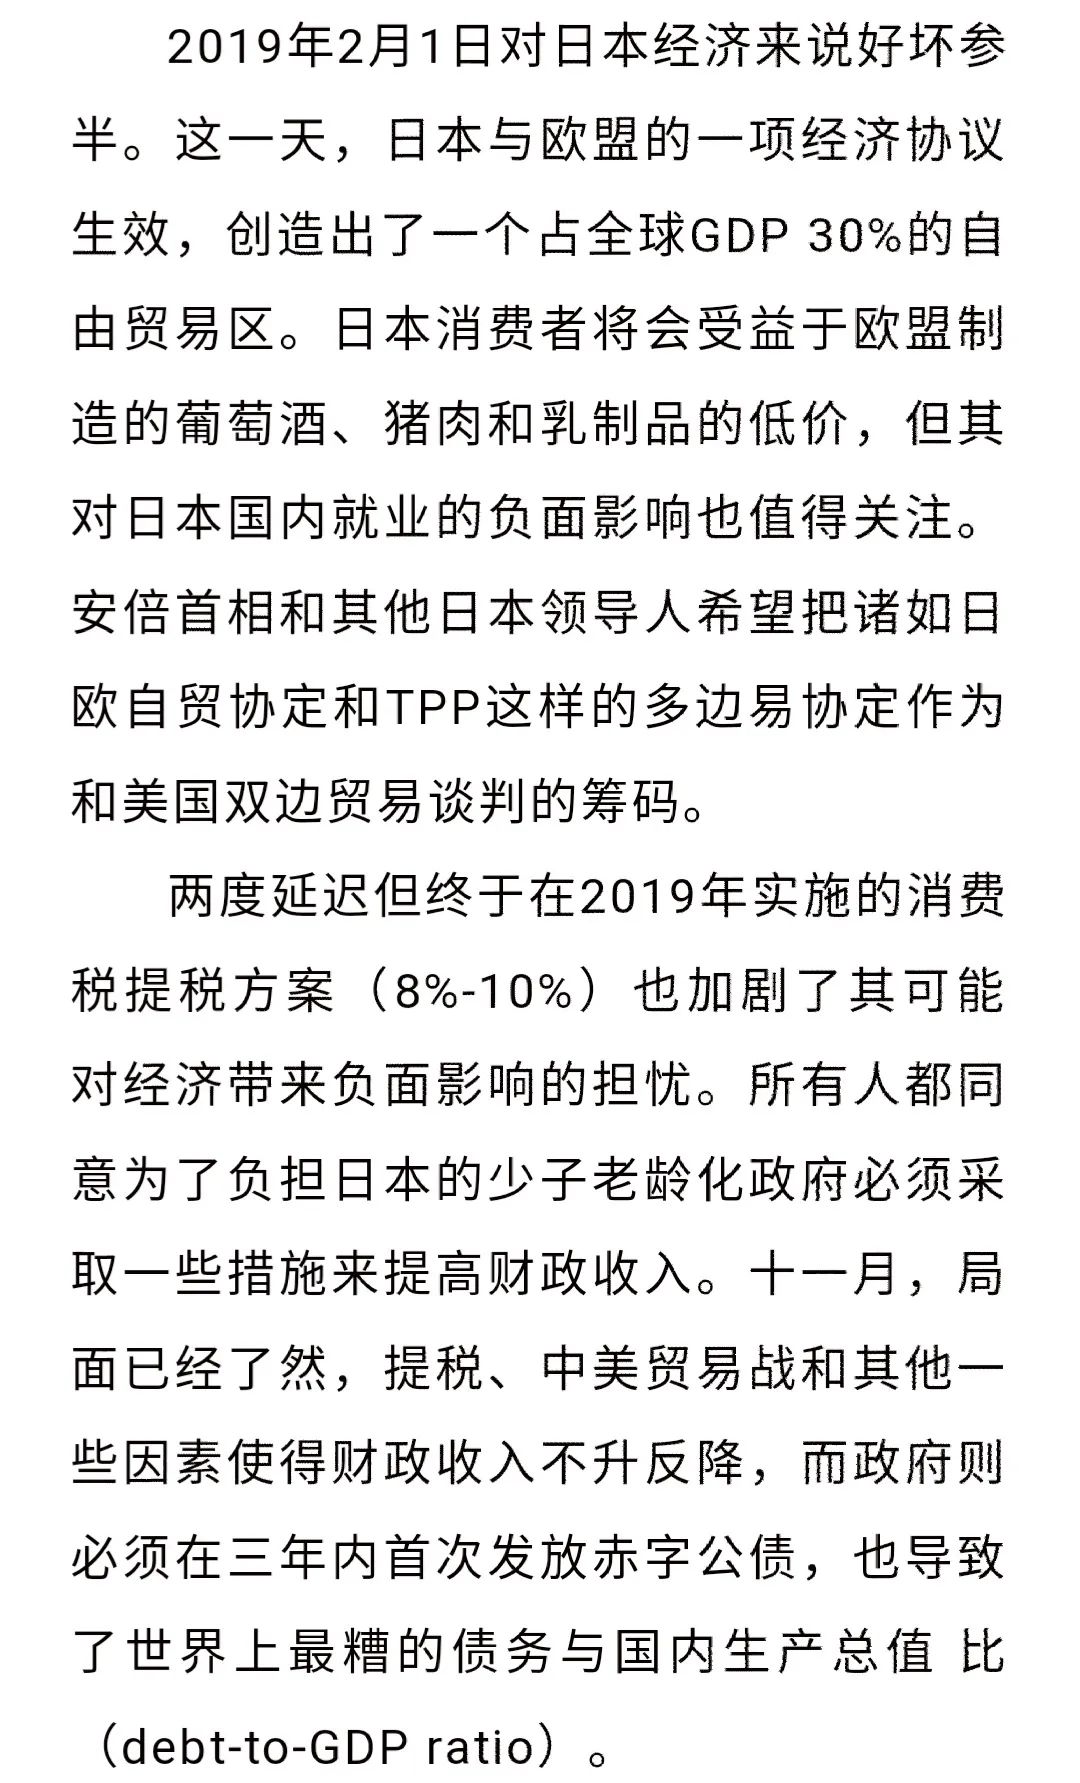 2019年2月1日对日本经济来说好坏参
半。这一天，日本与欧盟的一项经济协议
生效，创造出了一个占全球GDP 30%的自
由贸易区。日本消费者将会受益于欧盟制
造的葡萄酒、猪肉和乳制品的低价，但其
对日本国内就业的负面影响也值得关注。
安倍首相和其他日本领导人希望把诸如日
欧自贸协定和TPP这样的多边易协定作为
和美国双边贸易谈判的筹码。
两度延迟但终于在2019年实施的消费
税提税方案（8%-10%）也加剧了其可能
对经济带来负面影响的担忧。所有人都同
意为了负担日本的少子老龄化政府必须采
取一些措施来提高财政收入。十一月，局
面已经了然，提税、中美贸易战和其他一
些因素使得财政收入不升反降，而政府则
必须在三年内首次发放赤字公债，也导致
了世界上最糟的债务与国内生产总值 比
（debt-to-GDP ratio）。